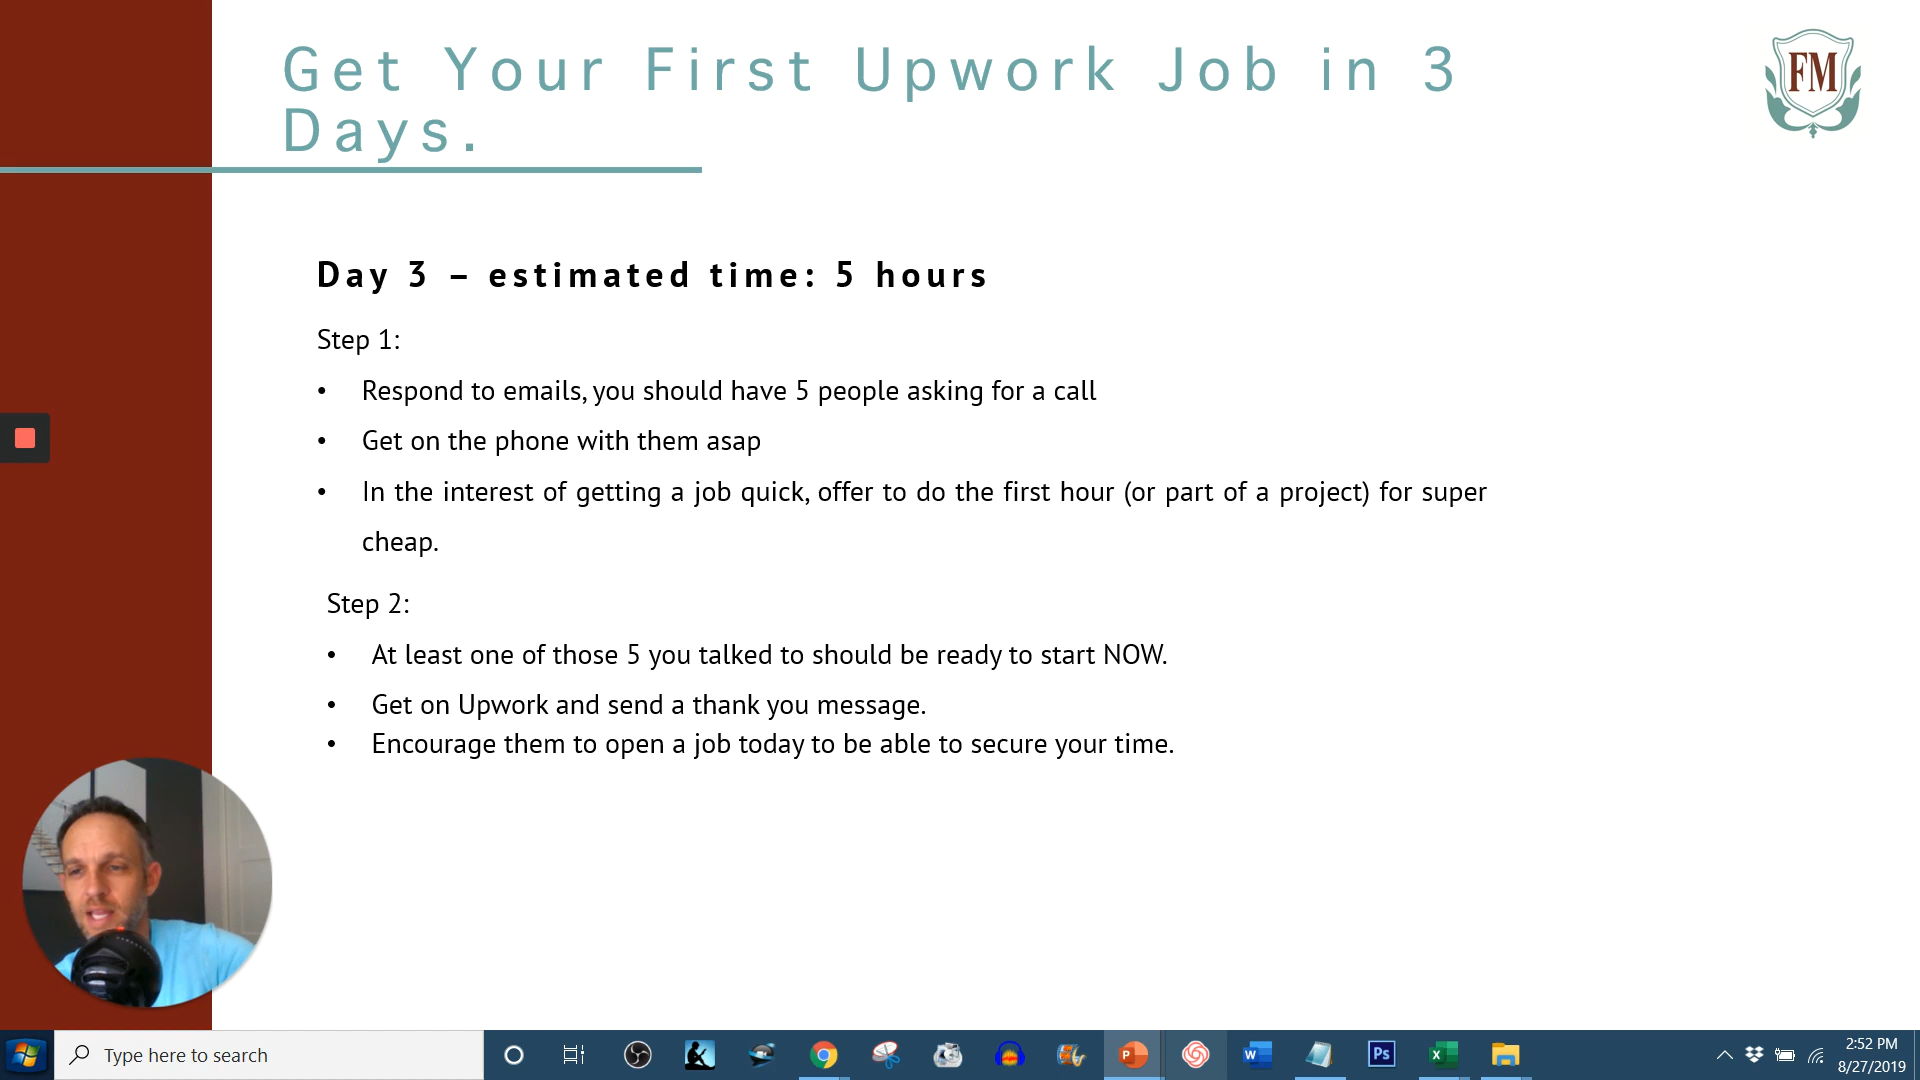 Get Your First Upwork Job in 3
Days.
FM
Day 3 – estimated time: 5 hours
Step 1:
• Respond to emails, you should have 5 people asking for a call
• Get on the phone with them asap
• In the interest of getting a job quick, offer to do the first hour (or part of a project) for super
cheap.
Step 2:
• At least one of those 5 you talked to should be ready to start NOW.
• Get on Upwork and send a thank you message.
• Encourage them to open a job today to be able to secure your time.
Type here to search
P
W
Ps
X
2:52 PM
8/27/2019